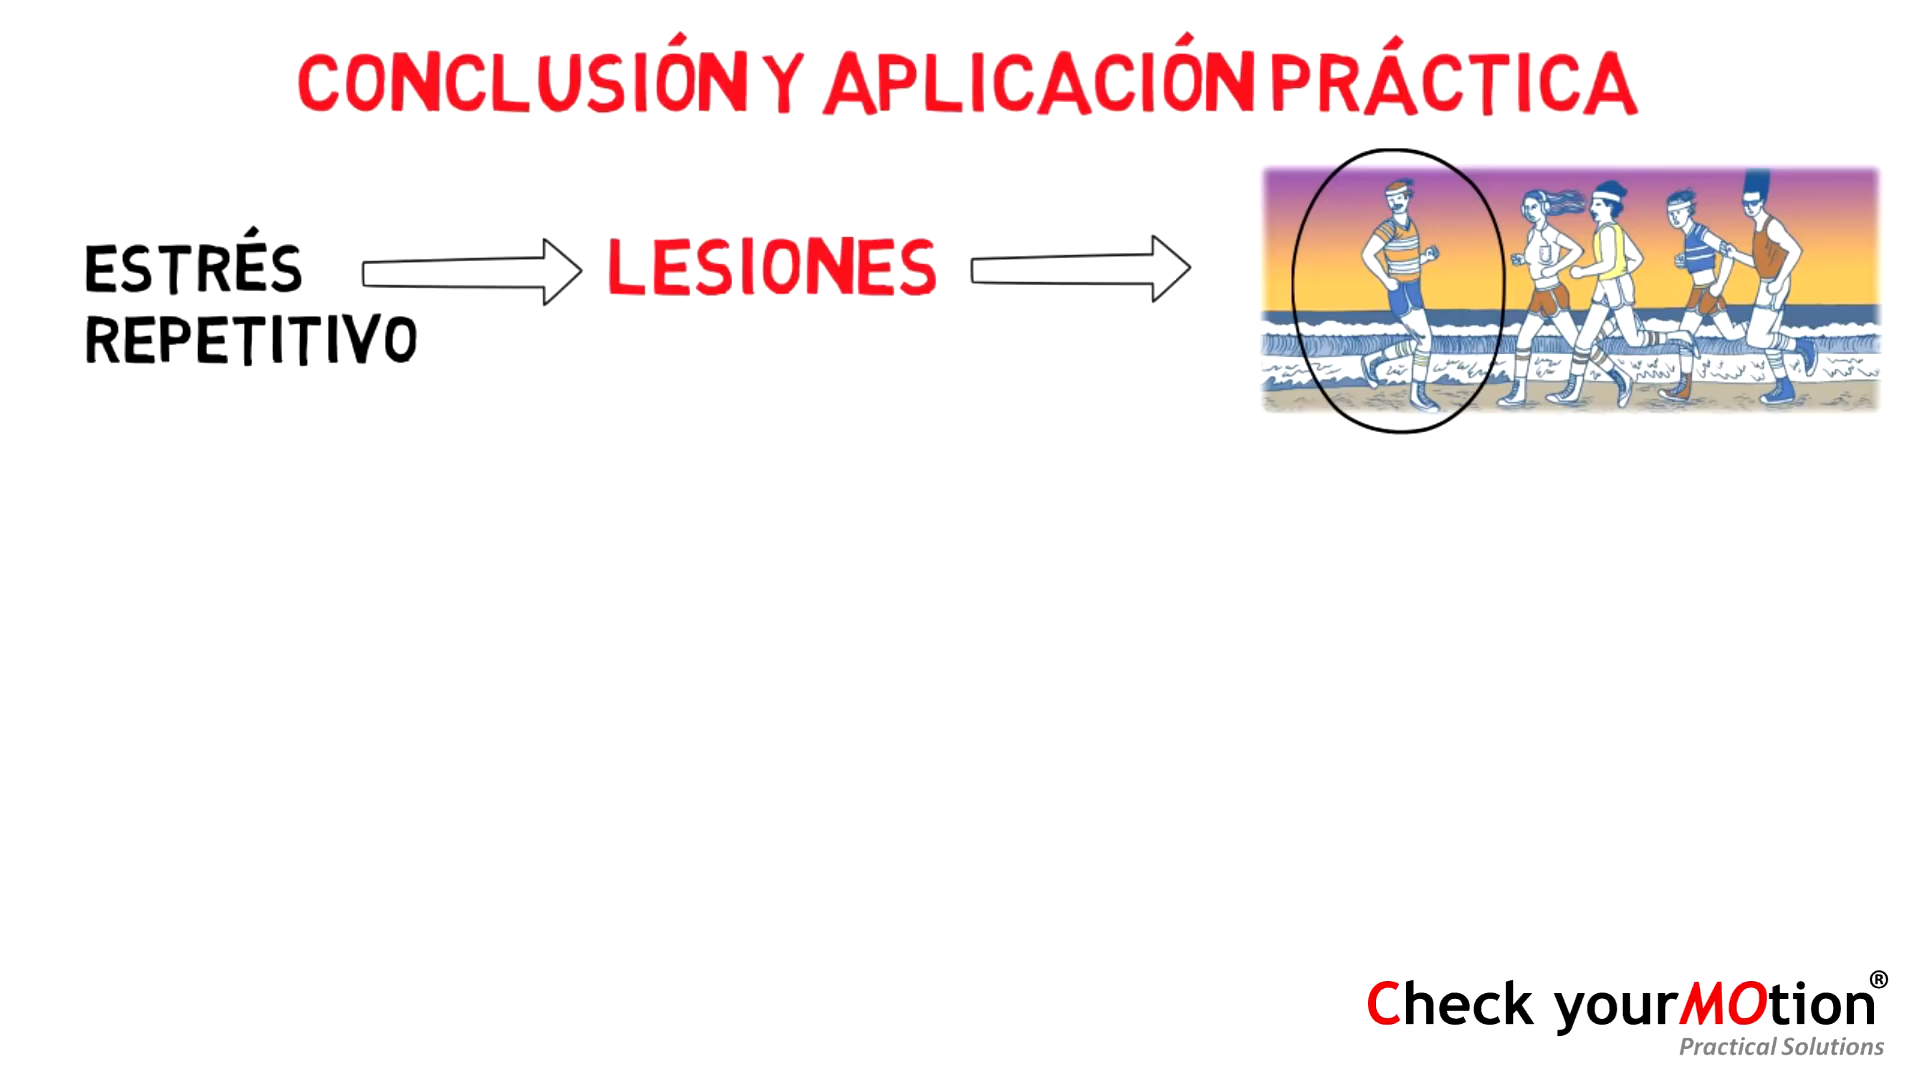 CONCLUSIÓN Y APLICACIÓN PRÁCTICA
ESTRÉS
REPETITIVO
LESIONES
Check yourMOtion®
Practical Solutions